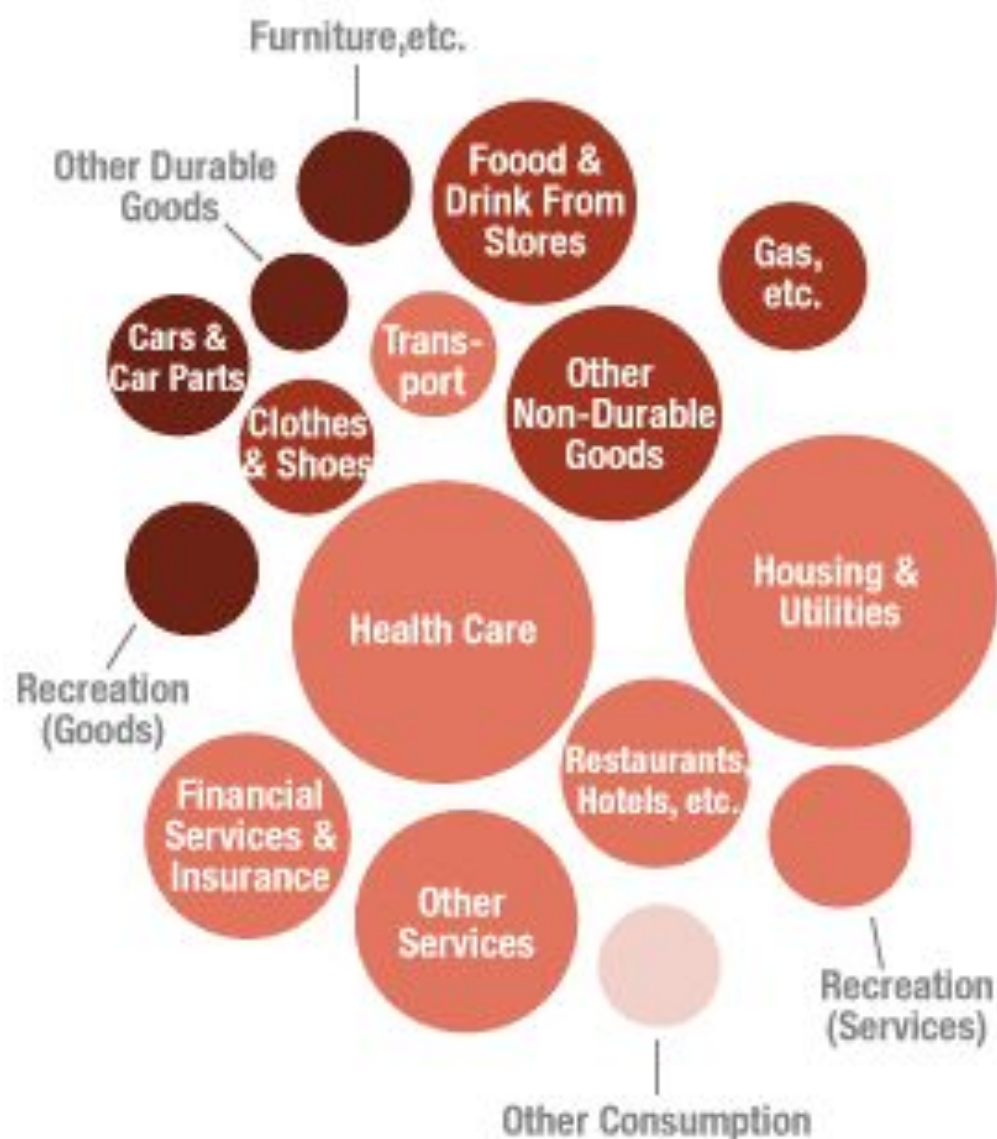 Furniture,etc.
Other Durable
Goods
Foood &
Drink From
Stores
Gas,
etc.
Cars &
Car Parts
Trans-
port
Clothes
& Shoes
Other
Non-Durable
Goods
Housing &
Utilities
Health Care
Recreation
(Goods)
Restaurants,
Hotels, etc.
Financial
Services &
Insurance
Other
Services
Recreation
(Services)
Other Consumption